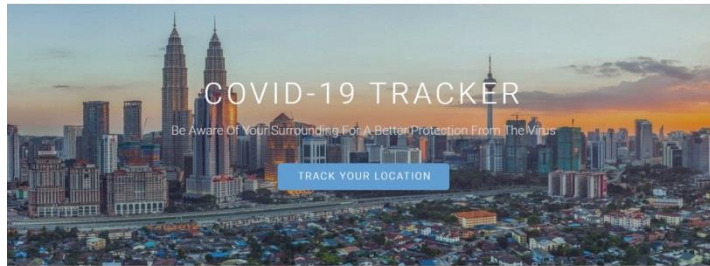 COVID-19 TRACKER
Be Aware Of Your Surrounding For A Better Protection From The Virus
TRACK YOUR LOCATION